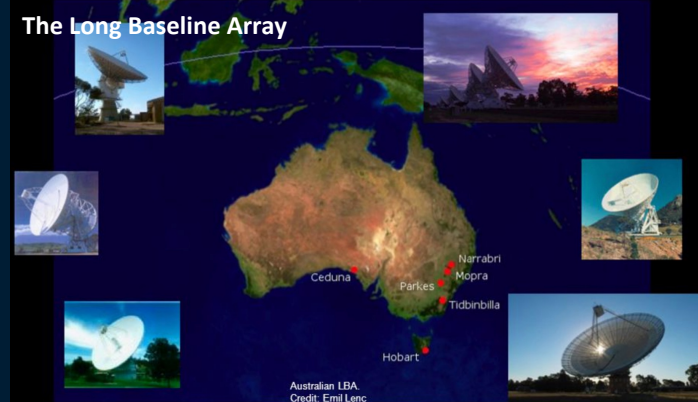 The Long Baseline Array
Narrabri
Mopra
Ceduna
Parkes
Tidbinbilla
Hobart
Australian LBA.
Credit: Emil Lenc